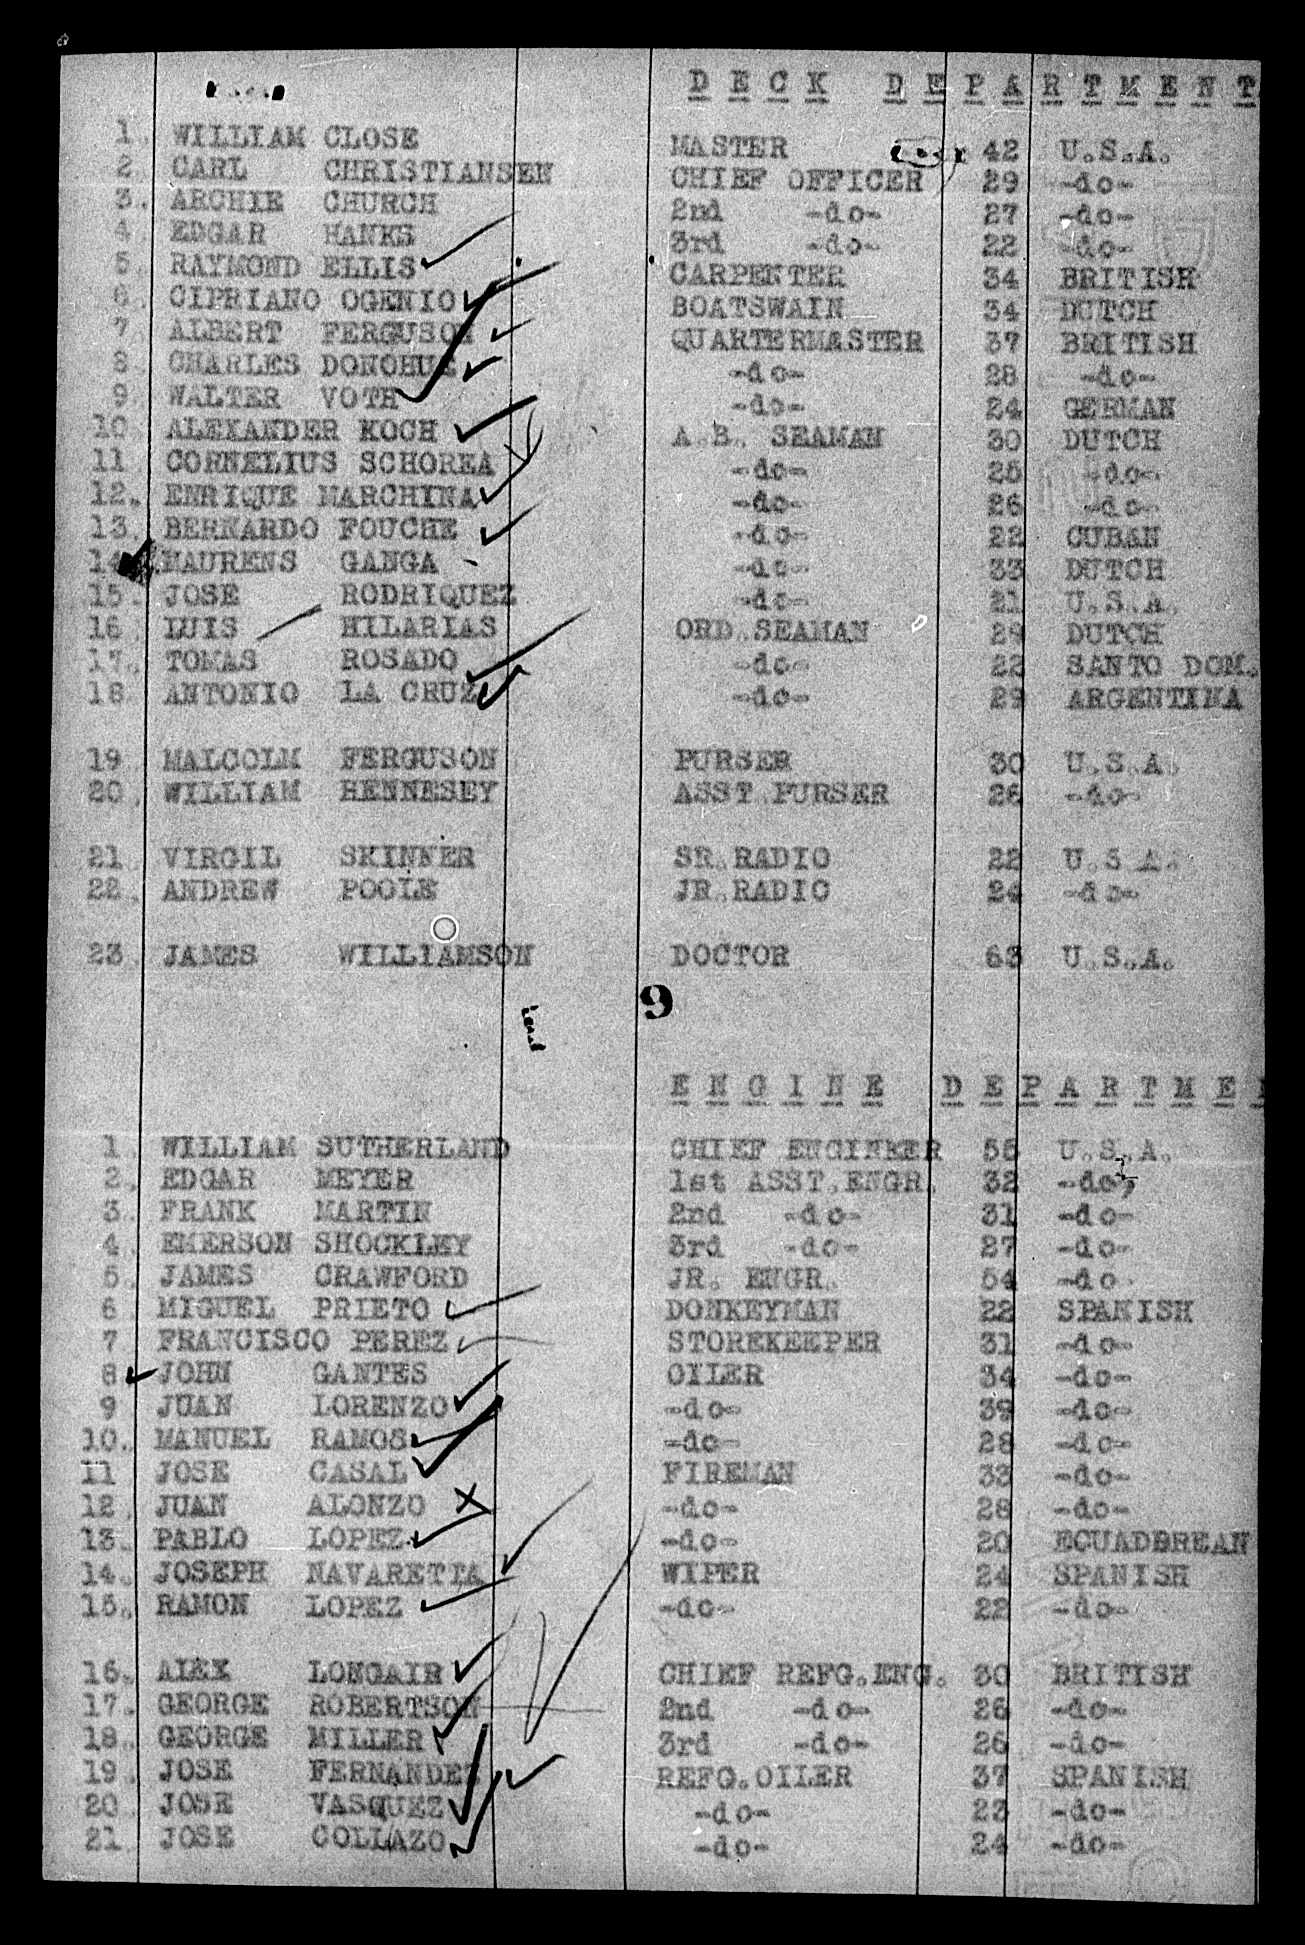 DECK DEPARTMENT
1. WILLIAM CLOSE MASTER 42 U.S.A.
2. CARL CHRISTIANSEN CHIEF OFFICER 29 -do-
3. ARCHIE CHURCH 2nd -do- 27 -do-
4. EDGAR HANKS 3rd -do- 22 -do-
5. RAYMOND ELLIS CARPENTER 34 BRITISH
6. CIPRIANO OGENIO BOATSWAIN 34 DUTCH
7. ALBERT FERGUSON QUARTERMASTER 37 BRITISH
8. CHARLES DONOHUE -do- 28 -do-
9. WALTER VOTH -do- 24 GERMAN
10. ALEXANDER KOCH A.B. SEAMAN 30 DUTCH
11 CORNELIUS SCHOREA -do- 25 -do-
12. ENRIQUE MARCHINA -do- 26 -do-
13. BERNARDO FOUCHE -do- 22 CUBAN
14. MAURENS GANGA -do- 33 DUTCH
15. JOSE RODRIQUEZ -do- 21 U.S.A.
16. LUIS HILARIAS ORD.SEAMAN 29 DUTCH
17. TOMAS ROSADO -do- 22 SANTO DOM.
18 ANTONIO LA CRUZ -do- 29 ARGENTINA
19 MALCOLM FERGUSON PURSER 30 U.S.A.
20. WILLIAM HENNESEY ASST.PURSER 26 -do-
21 VIRGIL SKINNER SR.RADIO 22 U.S.A.
22. ANDREW POOLE JR.RADIO 24 -do-
23. JAMES WILLIAMSON DOCTOR 63 U.S.A.
9
ENGINE DEPARTME
1 WILLIAM SUTHERLAND CHIEF ENGINEER 55 U.S.A.
2. EDGAR MEYER 1st ASST.ENGR. 32 -do-
3. FRANK MARTIN 2nd -do- 31 -do-
4. EMERSON SHOCKLEY 3rd -do- 27 -do-
5. JAMES CRAWFORD JR. ENGR. 54 -do-
6 MIGUEL PRIETO DONKEYMAN 22 SPANISH
7 FRANCISCO PEREZ STOREKEEPER 31 -do-
8 JOHN GANTES OILER 34 -do-
9 JUAN LORENZO -do- 39 -do-
10. MANUEL RAMOS -do- 28 -do-
11 JOSE CASAL FIREMAN 33 -do-
12 JUAN ALONZO -do- 28 -do-
13. PABLO LOPEZ -do- 20 ECUADOREAN
14. JOSEPH NAVARETTA WIPER 24 SPANISH
15. RAMON LOPEZ -do- 22 -do-
16. ALEX LONGAIR CHIEF REFG.ENG. 30 BRITISH
17. GEORGE ROBERTSON 2nd -do- 26 -do-
18. GEORGE MILLER 3rd -do- 26 -do-
19. JOSE FERNANDEZ REFG.OILER 37 SPANISH
20 JOSE VASQUEZ -do- 23 -do-
21 JOSE COLLAZO -do- 24 -do-